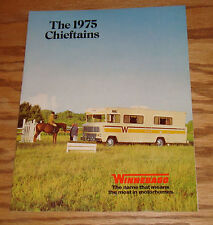 The 1975
Chieftains
W
WINNEBAGO
The name that means
the most in motorhomes.